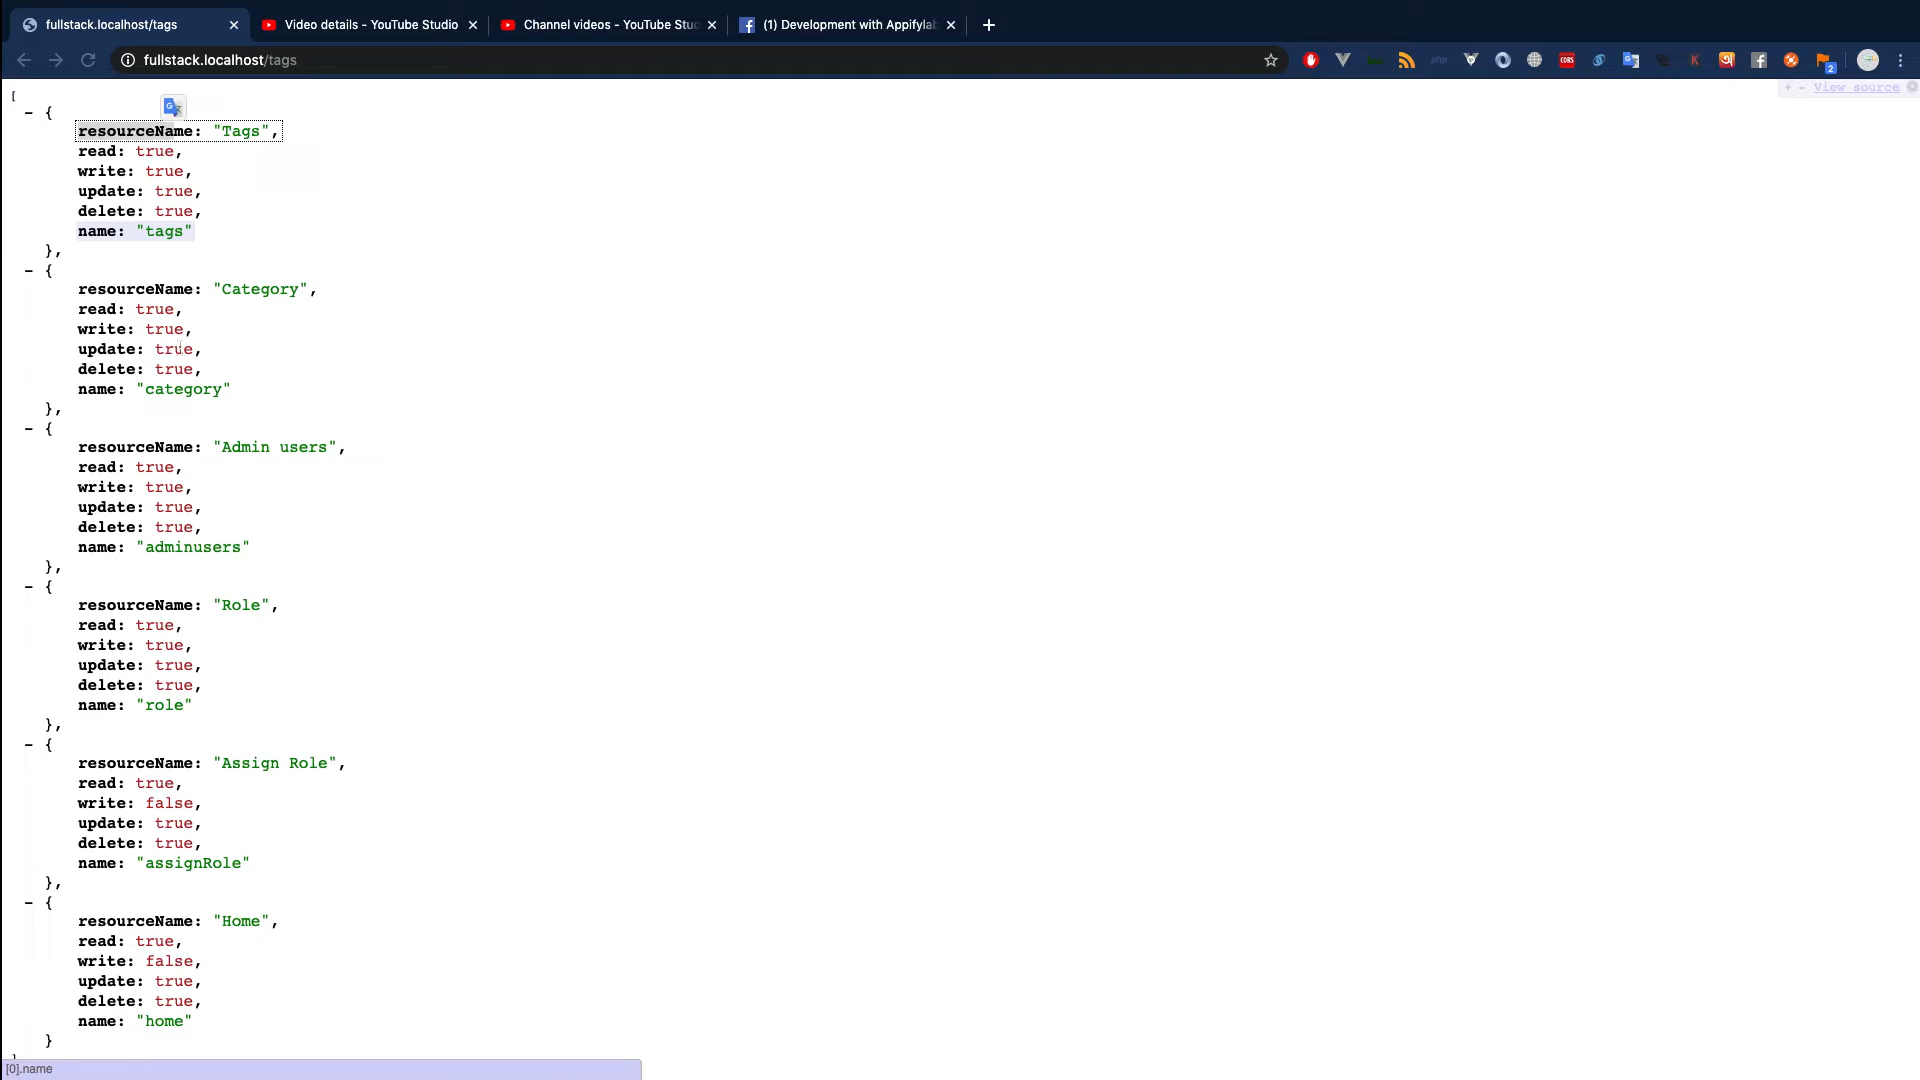 fullstack.localhost/tags
Video details - YouTube Studio
Channel videos - YouTube Stu
(1) Development with Appifyla
fullstack.localhost/tags
CORS
2
+ - View source
[
- {
resourceName: "Tags",
read: true,
write: true,
update: true,
delete: true,
name: "tags"
},
- {
resourceName: "Category",
read: true,
write: true,
update: true,
delete: true,
name: "category"
},
- {
resourceName: "Admin users",
read: true,
write: true,
update: true,
delete: true,
name: "adminusers"
},
- {
resourceName: "Role",
read: true,
write: true,
update: true,
delete: true,
name: "role"
},
- {
resourceName: "Assign Role",
read: true,
write: false,
update: true,
delete: true,
name: "assignRole"
},
- {
resourceName: "Home",
read: true,
write: false,
update: true,
delete: true,
name: "home"
}
[0].name